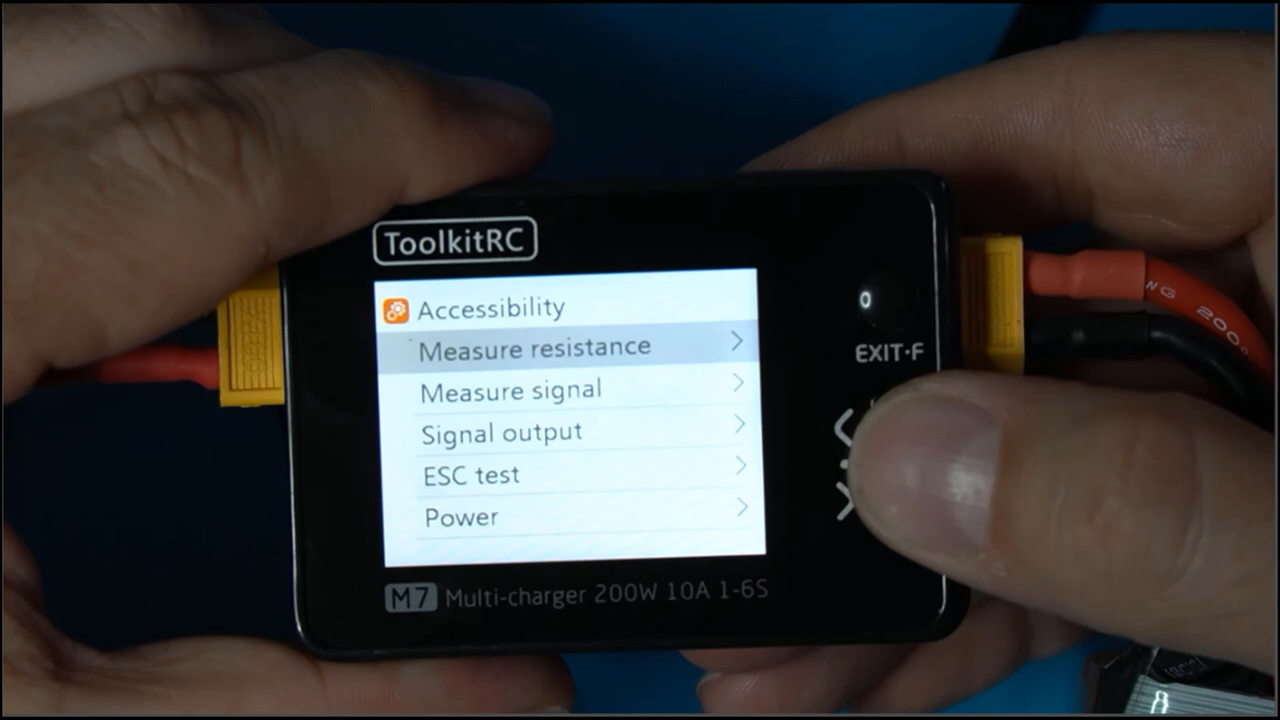 ToolkitRC
Accessibility
Measure resistance
Measure signal
Signal output
ESC test
Power
EXIT·F
M7 Multi-charger 200W 10A 1-6S